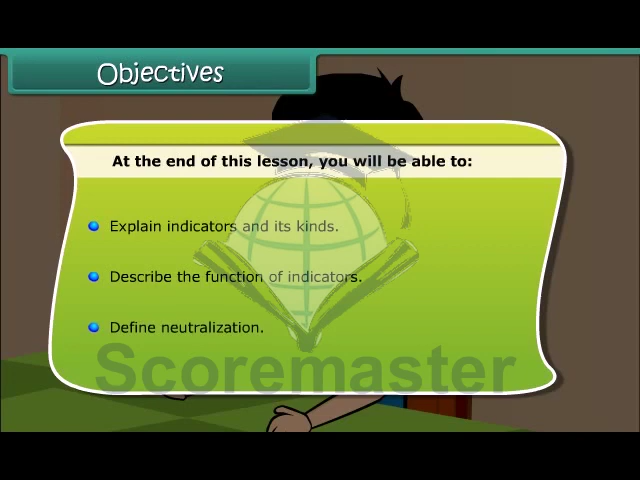 Objectives
At the end of this lesson, you will be able to:
Explain indicators and its kinds.
Describe the function of indicators.
Define neutralization.
Scoremaster